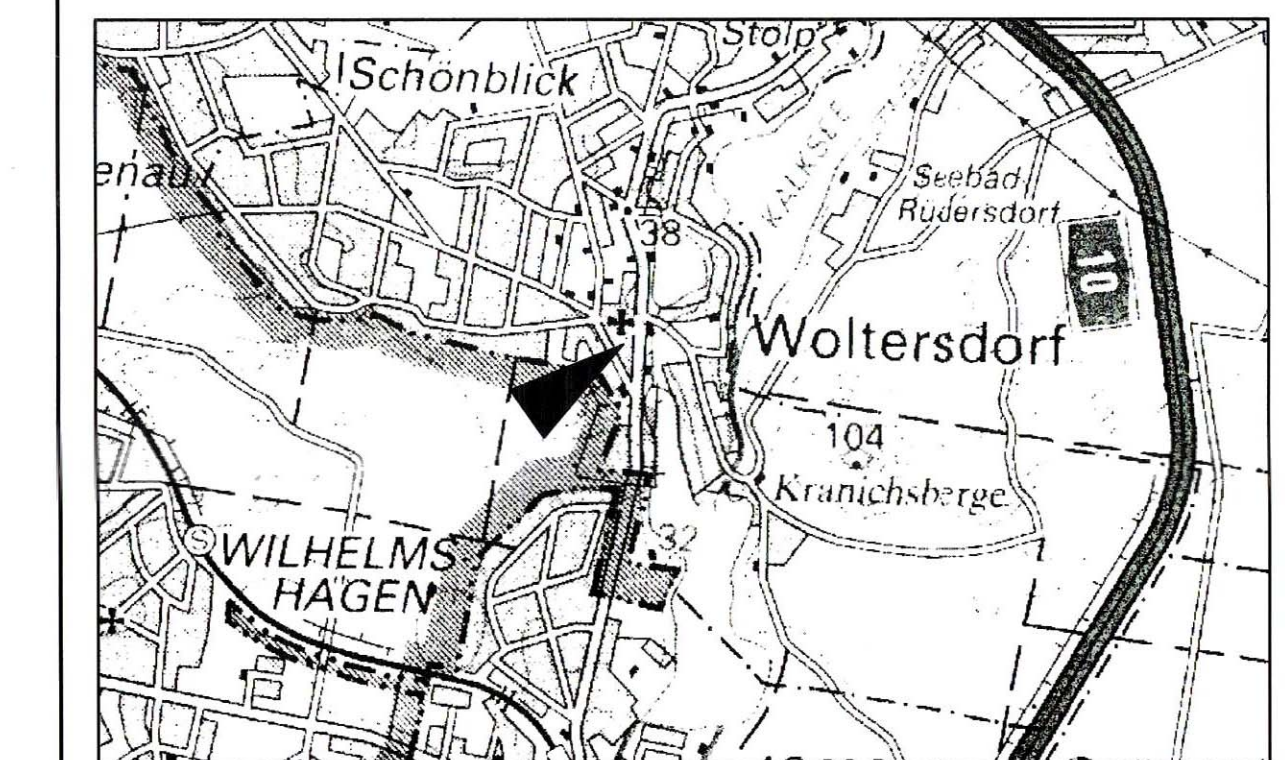 Stolp
Schönblick
enau
KALKSEE
Seebad
Rüdersdorf
38
10
Woltersdorf
104
Kranichsberge
S
WILHELMS
HAGEN
32